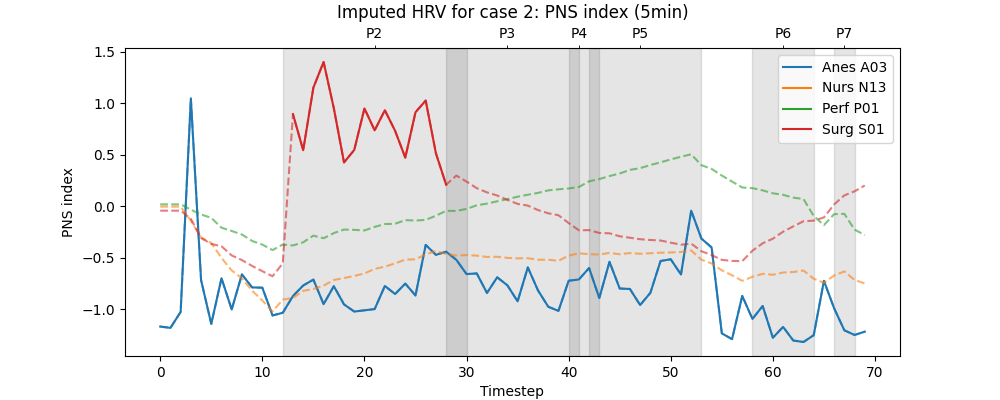 Imputed HRV for case 2: PNS index (5min)
P2 P3 P4 P5 P6 P7
1.5
1.0
0.5
0.0
−0.5
−1.0
PNS index
Anes A03
Nurs N13
Perf P01
Surg S01
0 10 20 30 40 50 60 70
Timestep